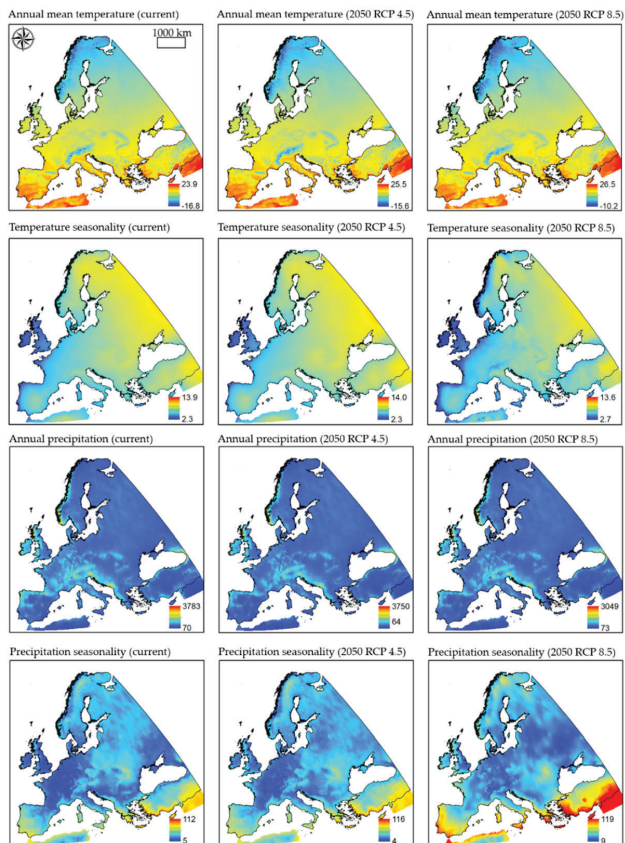 Annual mean temperature (current)
Annual mean temperature (2050 RCP 4.5)
Annual mean temperature (2050 RCP 8.5)
1000 km
23.9
-16.8
25.5
-15.6
26.5
-10.2
Temperature seasonality (current)
Temperature seasonality (2050 RCP 4.5)
Temperature seasonality (2050 RCP 8.5)
13.9
2.3
14.0
2.3
13.6
2.7
Annual precipitation (current)
Annual precipitation (2050 RCP 4.5)
Annual precipitation (2050 RCP 8.5)
3783
70
3750
64
3049
73
Precipitation seasonality (current)
Precipitation seasonality (2050 RCP 4.5)
Precipitation seasonality (2050 RCP 8.5)
112
5
116
4
119
9